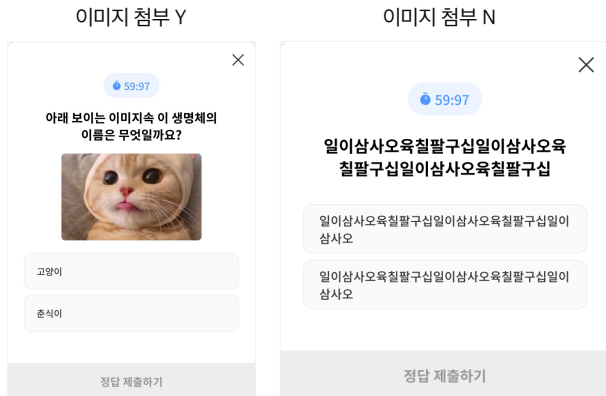 이미지 첨부 Y
59:97
아래 보이는 이미지속 이 생명체의
이름은 무엇일까요?
고양이
춘식이
정답 제출하기
이미지 첨부 N
59:97
일이삼사오육칠팔구십일이삼사오육
칠팔구십일이삼사오육칠팔구십
일이삼사오육칠팔구십일이삼사오육칠팔구십일이
삼사오
일이삼사오육칠팔구십일이삼사오육칠팔구십일이
삼사오
정답 제출하기